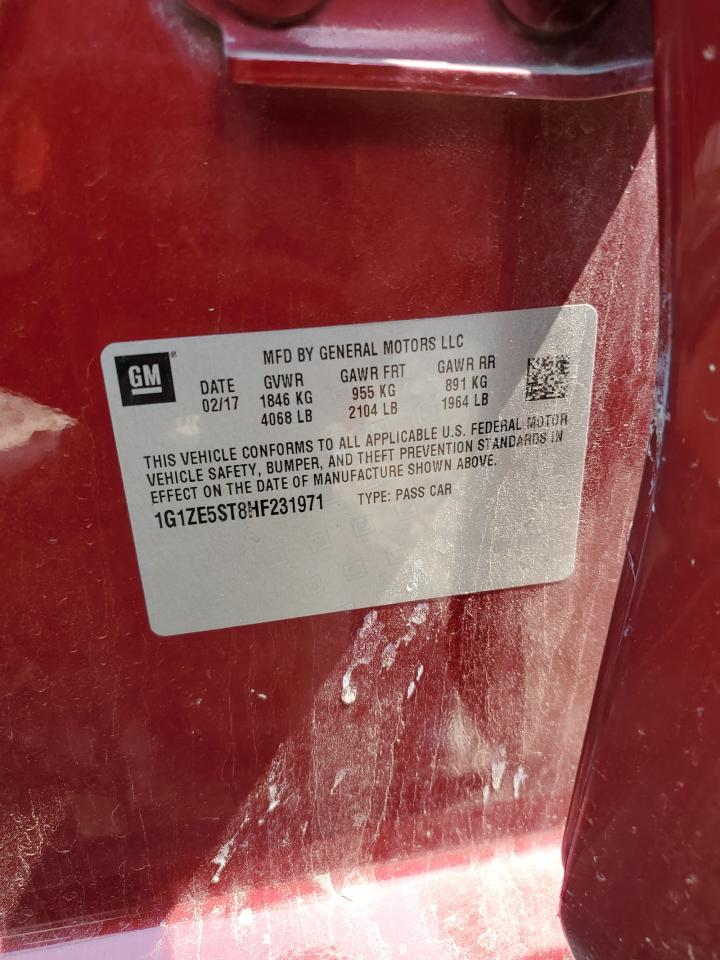 MFD BY GENERAL MOTORS LLC
GM ®
DATE GVWR GAWR FRT GAWR RR
02/17 1846 KG 955 KG 891 KG
4068 LB 2104 LB 1964 LB
THIS VEHICLE CONFORMS TO ALL APPLICABLE U.S. FEDERAL MOTOR
VEHICLE SAFETY, BUMPER, AND THEFT PREVENTION STANDARDS IN
EFFECT ON THE DATE OF MANUFACTURE SHOWN ABOVE.
1G1ZE5ST8HF231971 TYPE: PASS CAR